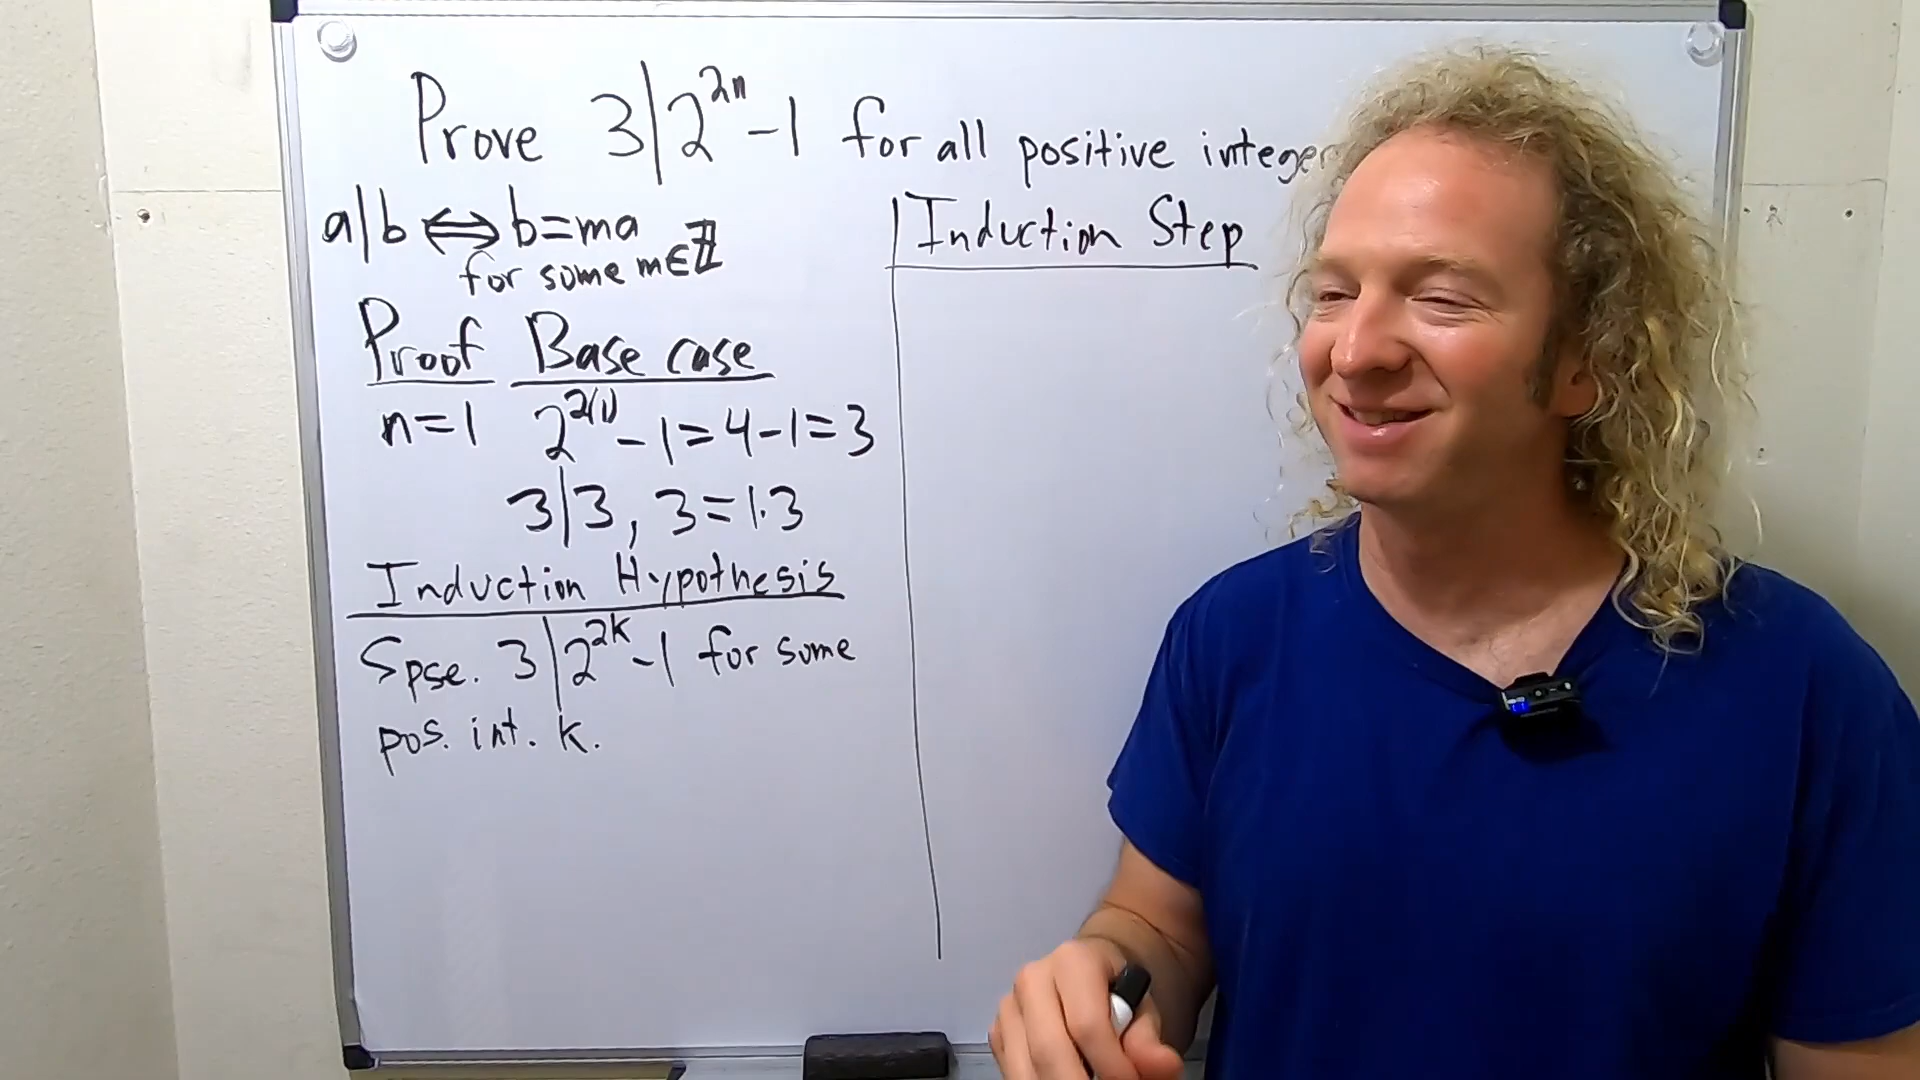 Prove 3|2^{2n}-1 for all positive integer
a|b ⟺ b=ma
for some m∈ℤ
Proof Base case
n=1 2^{2(1)}-1=4-1=3
3|3, 3=1·3
Induction Hypothesis
Spse. 3|2^{2k}-1 for some
pos. int. k.
Induction Step